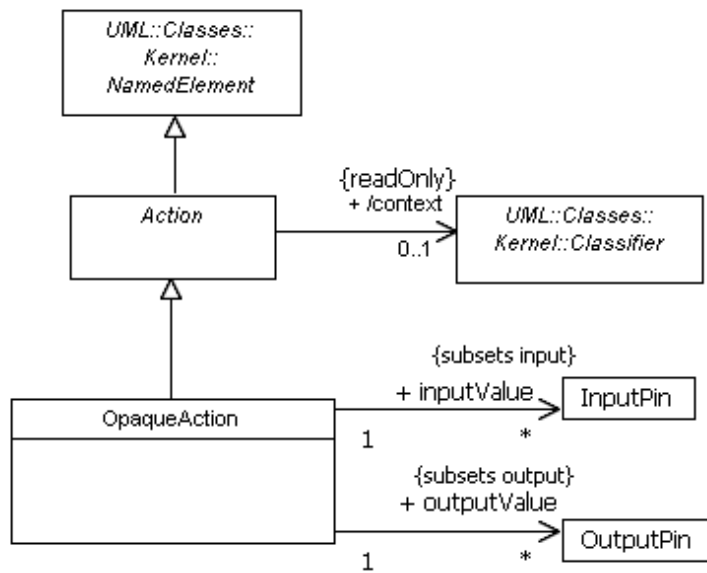 UML::Classes::
Kernel::
NamedElement
Action
{readOnly}
+ /context
0..1
UML::Classes::
Kernel::Classifier
{subsets input}
+ inputValue
InputPin
OpaqueAction
1
*
{subsets output}
+ outputValue
OutputPin
1
*